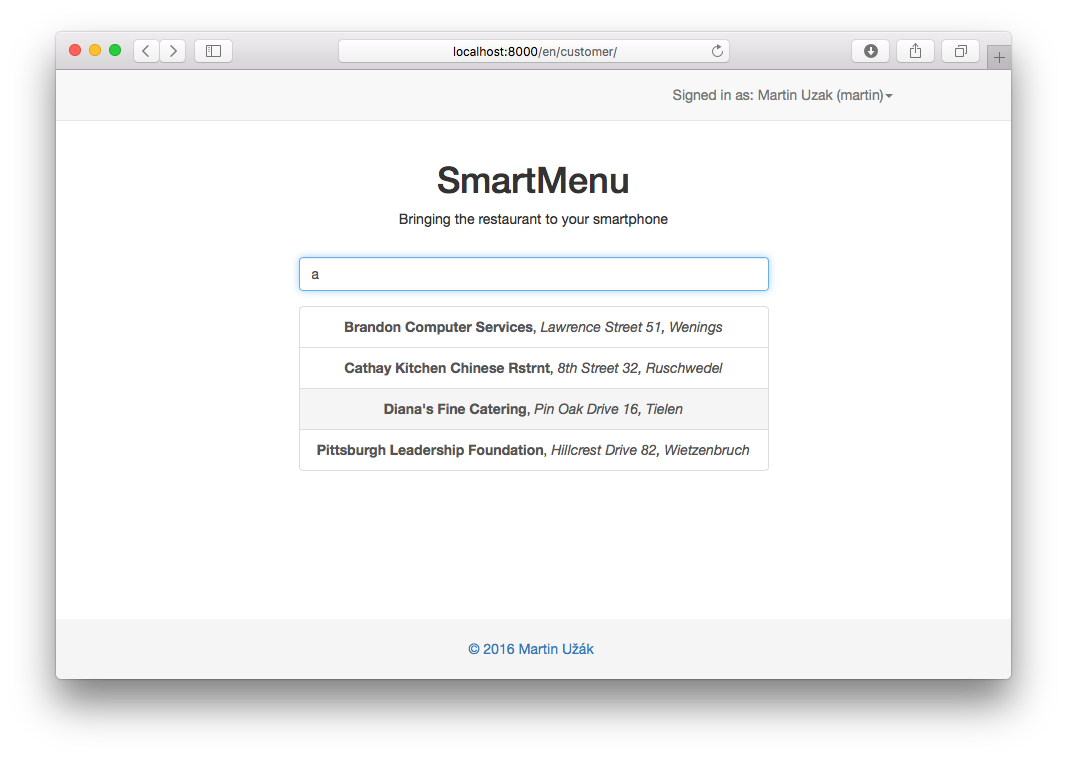 localhost:8000/en/customer/
Signed in as: Martin Uzak (martin)
SmartMenu
Bringing the restaurant to your smartphone
a
Brandon Computer Services, Lawrence Street 51, Wenings
Cathay Kitchen Chinese Rstrnt, 8th Street 32, Ruschwedel
Diana's Fine Catering, Pin Oak Drive 16, Tielen
Pittsburgh Leadership Foundation, Hillcrest Drive 82, Wietzenbruch
© 2016 Martin Užák